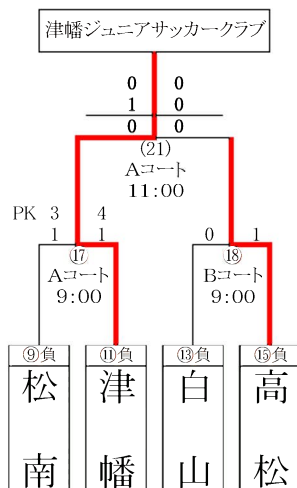 津幡ジュニアサッカークラブ
0 0
1 0
0 0
(21)
Aコート
11:00
PK 3 4
1 1 0 1
⑰ ⑱
Aコート Bコート
9:00 9:00
⑨負 ⑪負 ⑬負 ⑮負
松南 津幡 白山 高松